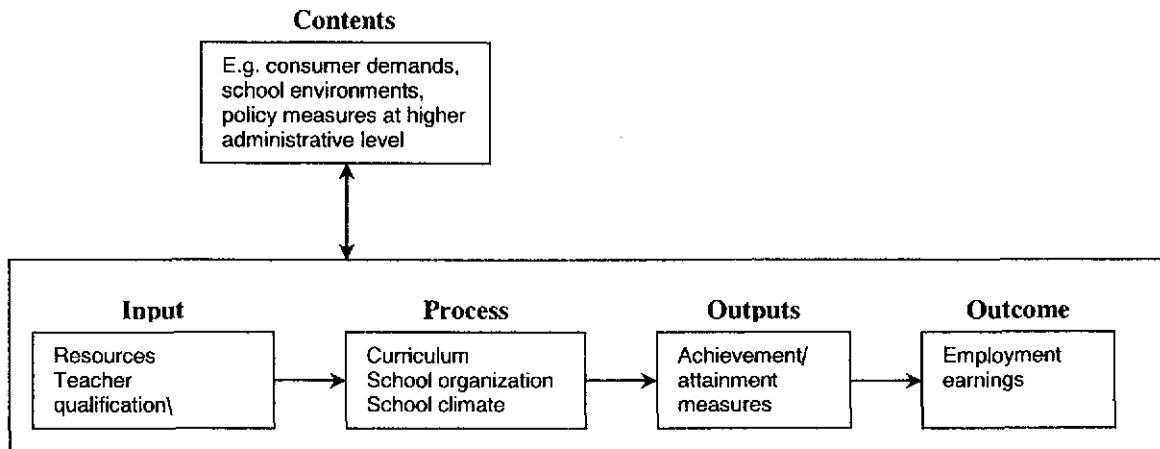 Contents
E.g. consumer demands,
school environments,
policy measures at higher
administrative level
Input
Resources
Teacher
qualification\
Process
Curriculum
School organization
School climate
Outputs
Achievement/
attainment
measures
Outcome
Employment
earnings